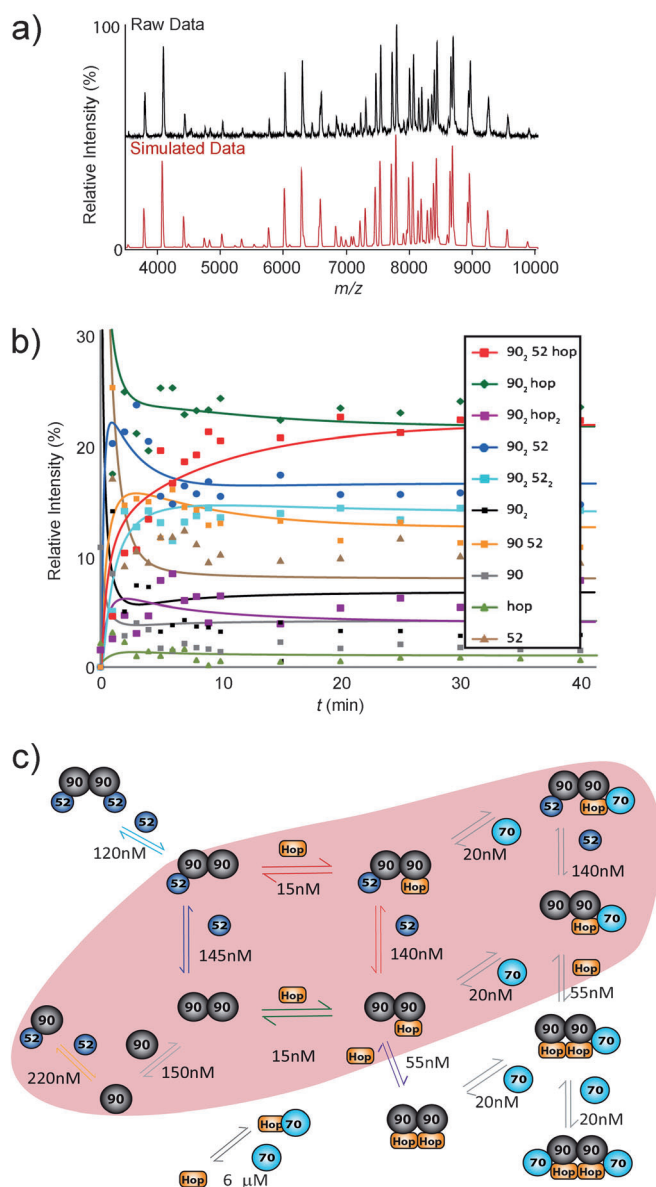 a)
100
Raw Data
Relative Intensity (%)
Simulated Data
0
4000 5000 6000 7000 8000 9000 10000
m/z
b)
30
20
10
0
Relative Intensity (%)
0 10 20 30 40
t (min)
90₂ 52 hop
90₂ hop
90₂ hop₂
90₂ 52
90₂ 52₂
90₂
90 52
90
hop
52
c)
90 90
52 52
52
120nM
90 90
52
Hop
15nM
90 90
52 Hop
70
20nM
90 90
52 Hop 70
52
140nM
52
145nM
52
140nM
90 90
Hop 70
90 90
Hop
15nM
90 90
Hop
70
20nM
Hop
55nM
90
52
52
220nM
90
90
150nM
Hop
55nM
90 90
Hop Hop
70
20nM
90 90
Hop Hop 70
70
20nM
90 90
70 Hop Hop 70
Hop 70
70
Hop
6 µM